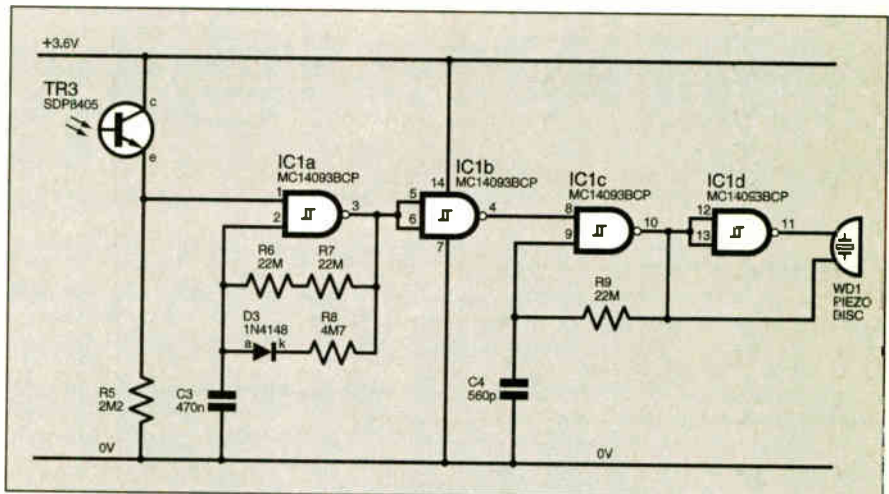 +3.6V
TR3
SDP8405
c
e
IC1a
MC14093BCP
1
2
3
IC1b
MC14093BCP
14
5
6
4
7
IC1c
MC14093BCP
8
9
10
IC1d
MC14093BCP
12
13
11
R6
22M
R7
22M
D3
1N4148
a
k
R8
4M7
R9
22M
WD1
PIEZO
DISC
R5
2M2
C3
470n
C4
560p
0V
0V